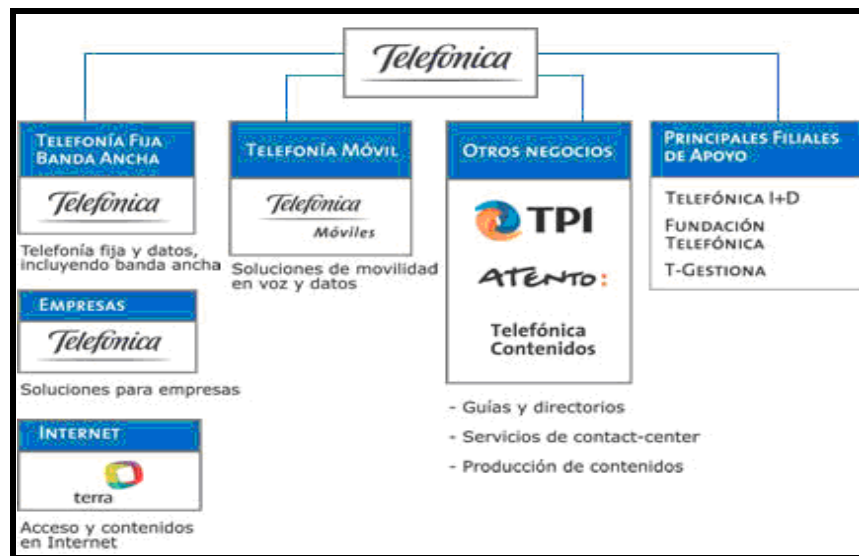 Telefónica
TELEFONÍA FIJA
BANDA ANCHA
Telefónica
Telefonía fija y datos,
incluyendo banda ancha
EMPRESAS
Telefónica
Soluciones para empresas
INTERNET
terra
Acceso y contenidos
en Internet
TELEFONÍA MÓVIL
Telefónica
Móviles
Soluciones de movilidad
en voz y datos
OTROS NEGOCIOS
TPI
ATENTO:
Telefónica
Contenidos
- Guías y directorios
- Servicios de contact-center
- Producción de contenidos
PRINCIPALES FILIALES
DE APOYO
TELEFÓNICA I+D
FUNDACIÓN
TELEFÓNICA
T-GESTIONA